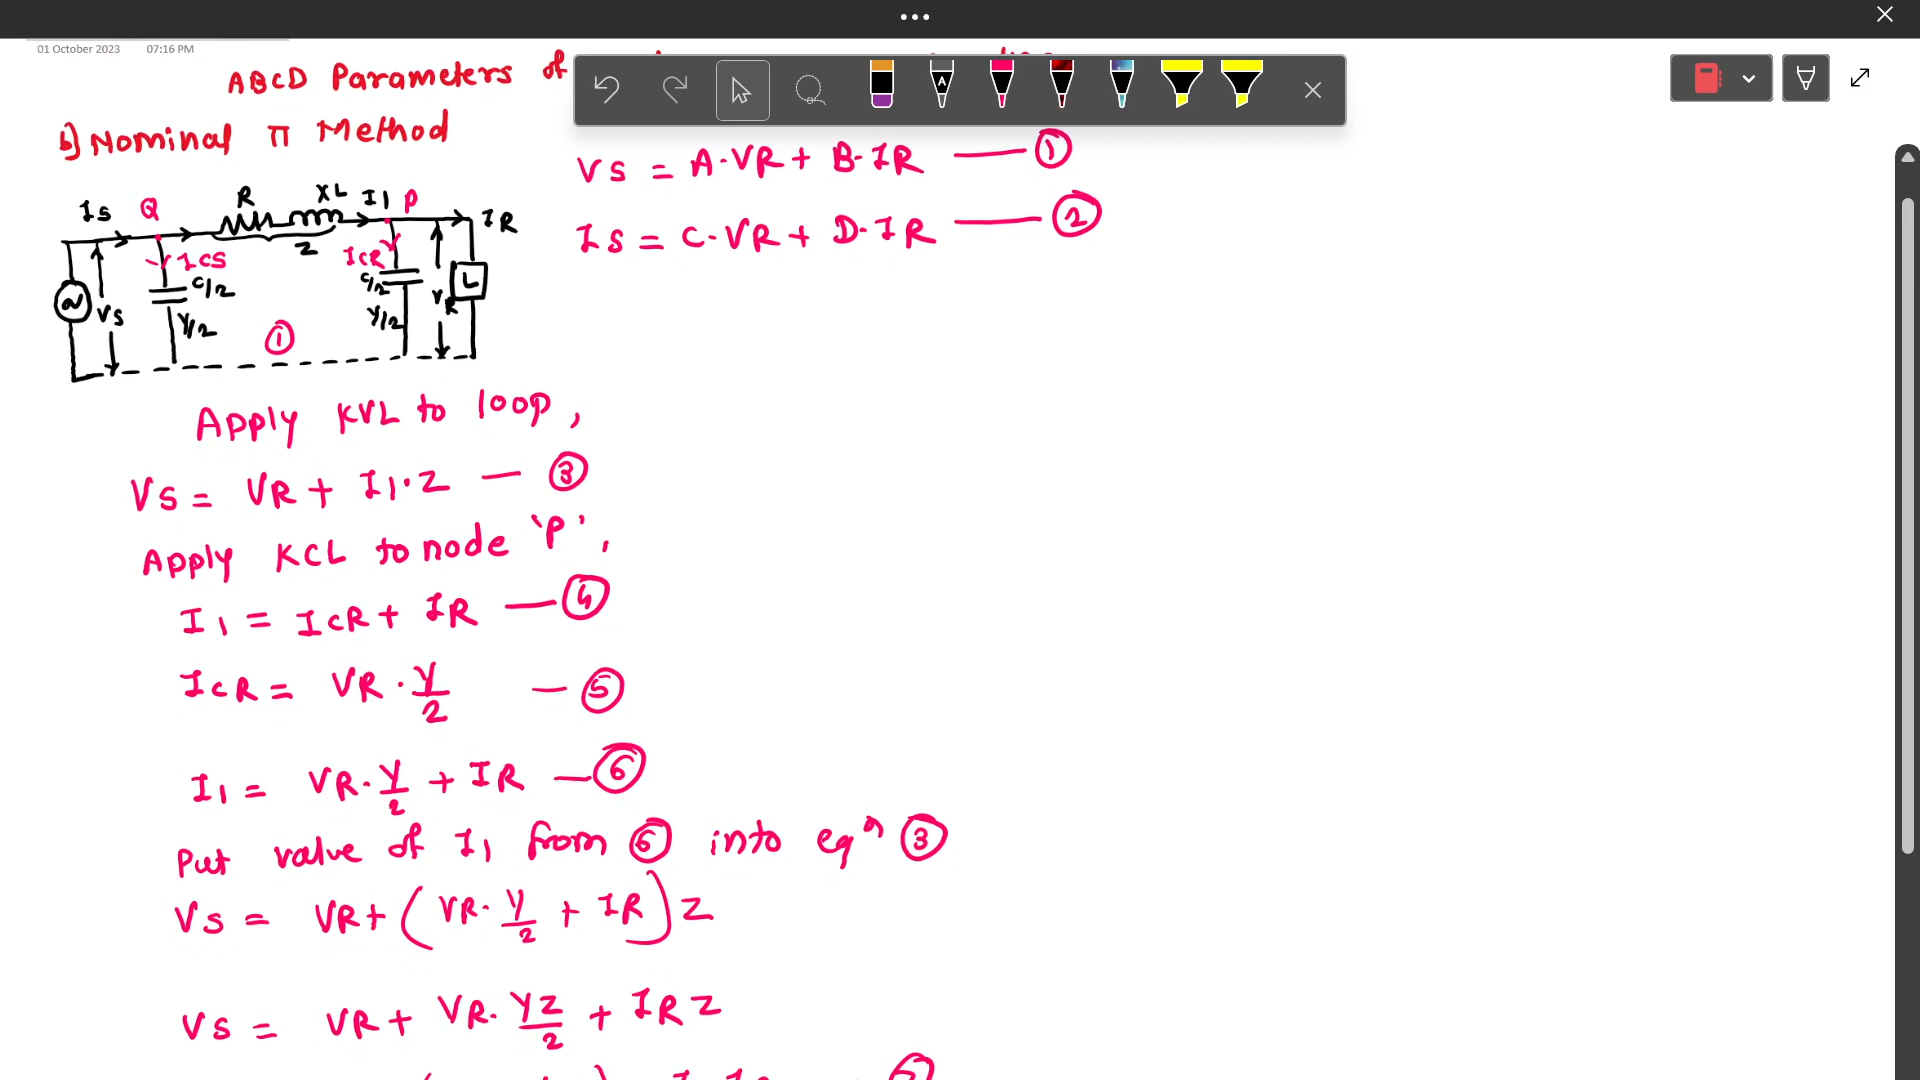 01 October 2023 07:16 PM
ABCD Parameters of
b) Nominal π Method
VS = A·VR + B·IR — ①
IS = C·VR + D·IR — ②
IS Q R XL I1 P IR
Z
ICS ICR
C/2 C/2 L
VS Y/2 Y/2 VR
①
Apply KVL to loop,
VS = VR + I1·Z — ③
Apply KCL to node 'P',
I1 = ICR + IR — ④
ICR = VR · Y/2 — ⑤
I1 = VR · Y/2 + IR — ⑥
Put value of I1 from ⑥ into eqn ③
VS = VR + (VR · Y/2 + IR) Z
VS = VR + VR · YZ/2 + IR Z